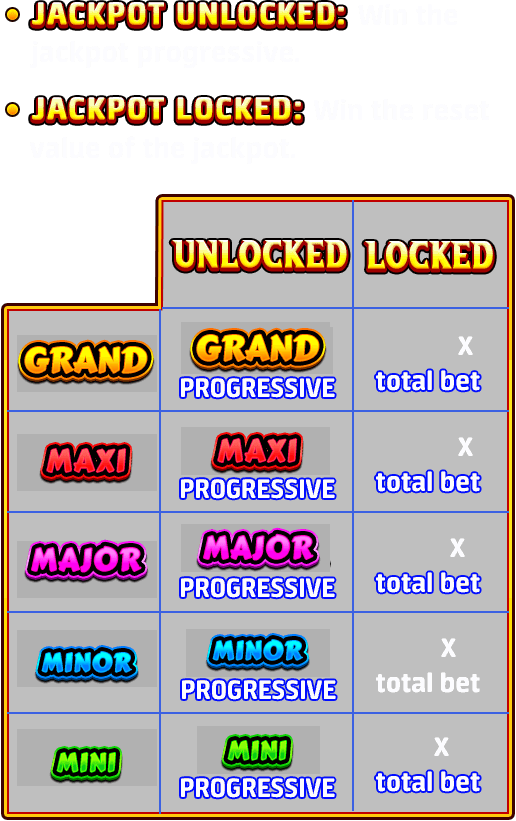 • JACKPOT UNLOCKED: Win the
jackpot progressive.
• JACKPOT LOCKED: Win the reset
value of the jackpot.
UNLOCKED LOCKED
GRAND GRAND PROGRESSIVE X total bet
MAXI MAXI PROGRESSIVE X total bet
MAJOR MAJOR PROGRESSIVE X total bet
MINOR MINOR PROGRESSIVE X total bet
MINI MINI PROGRESSIVE X total bet